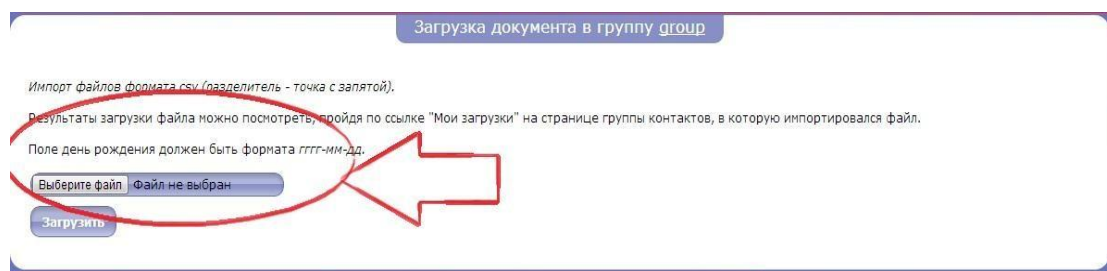 Загрузка документа в группу group
Импорт файлов формата csv (разделитель - точка с запятой).
Результаты загрузки файла можно посмотреть, пройдя по ссылке "Мои загрузки" на странице группы контактов, в которую импортировался файл.
Поле день рождения должен быть формата гггг-мм-дд.
Выберите файл Файл не выбран
Загрузить